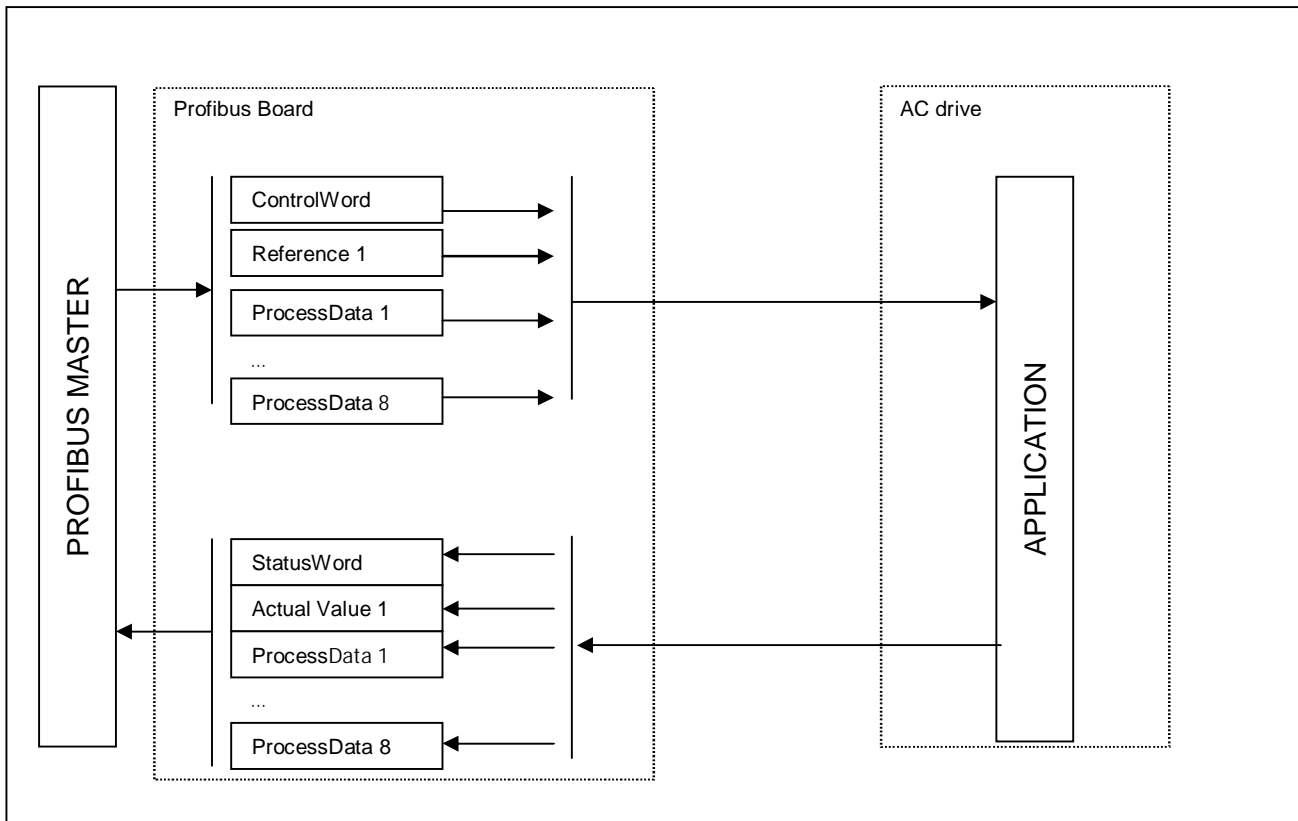 PROFIBUS MASTER
Profibus Board
ControlWord
Reference 1
ProcessData 1
...
ProcessData 8
StatusWord
Actual Value 1
ProcessData 1
...
ProcessData 8
AC drive
APPLICATION